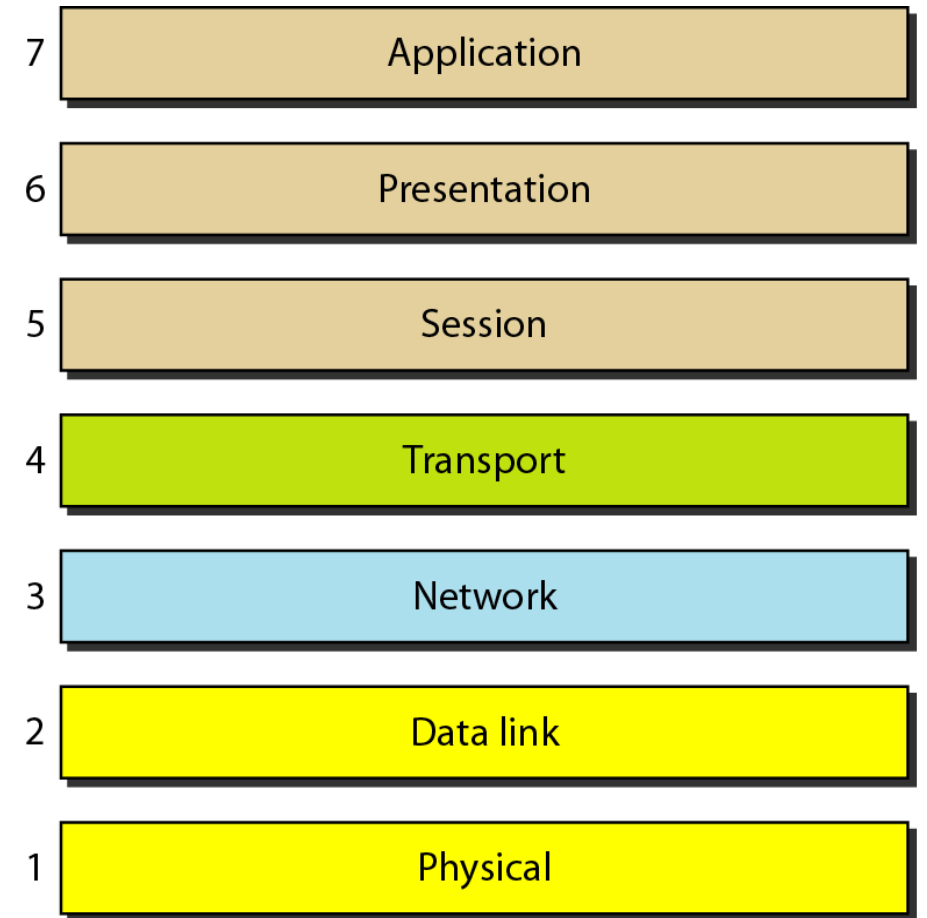 7 Application
6 Presentation
5 Session
4 Transport
3 Network
2 Data link
1 Physical